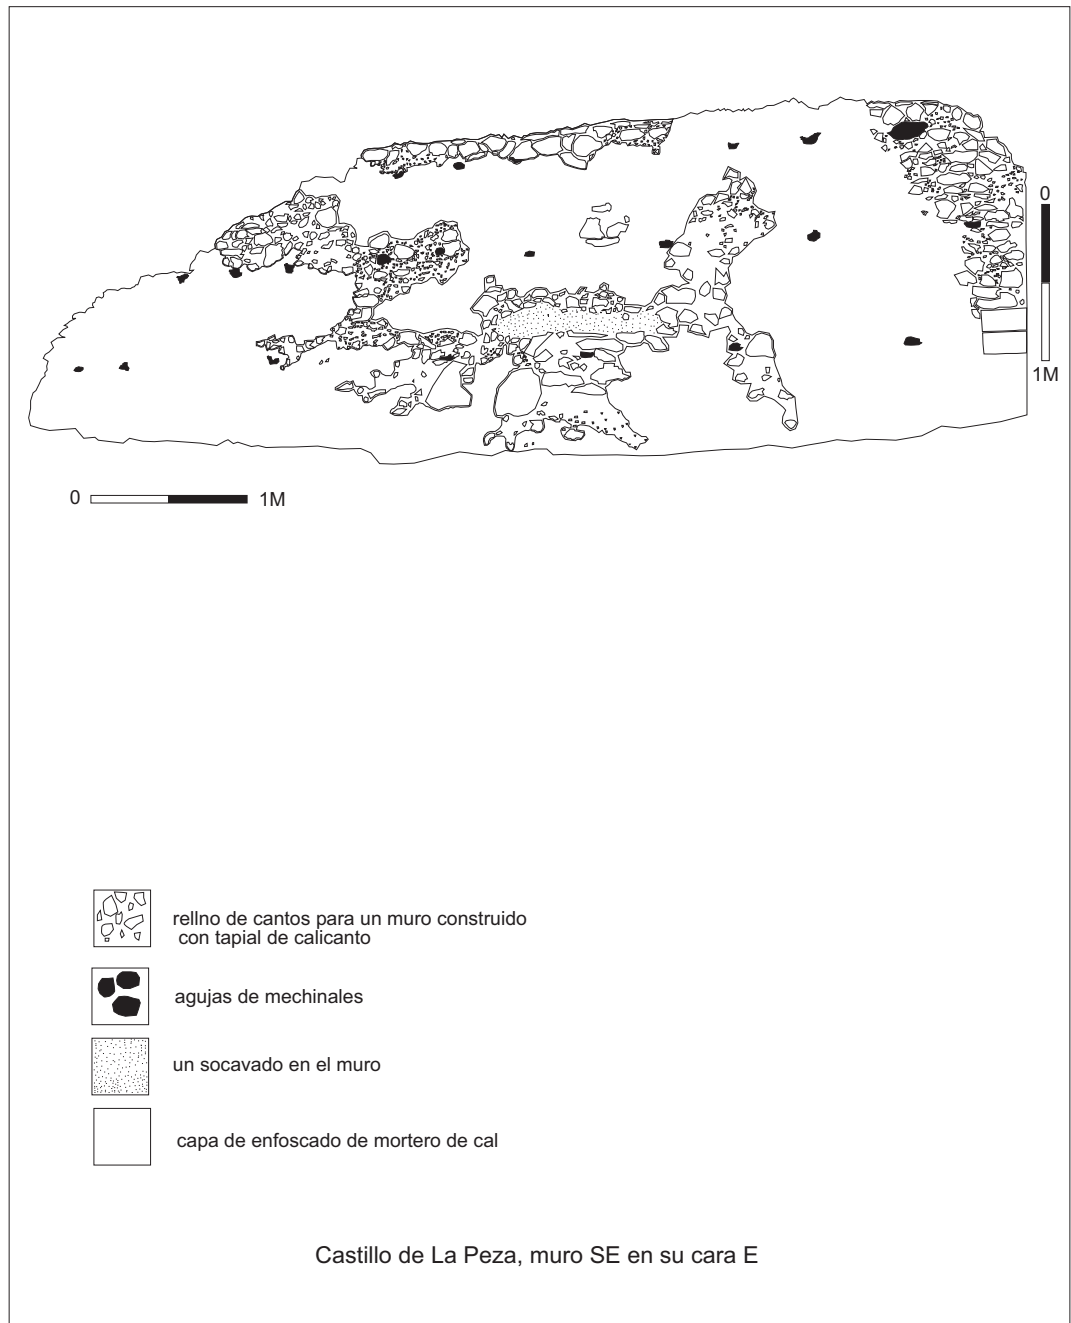 0
1M
0 1M
rellno de cantos para un muro construido
con tapial de calicanto
agujas de mechinales
un socavado en el muro
capa de enfoscado de mortero de cal
Castillo de La Peza, muro SE en su cara E